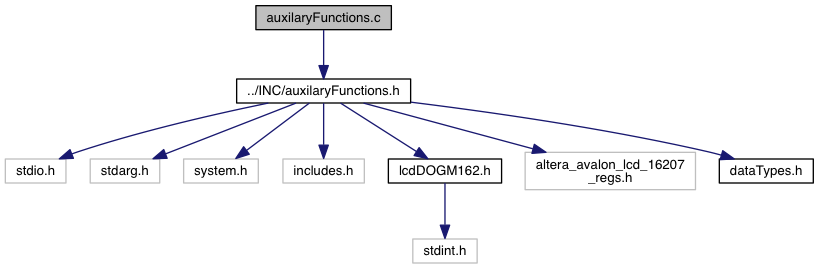 auxilaryFunctions.c
../INC/auxilaryFunctions.h
stdio.h
stdarg.h
system.h
includes.h
lcdDOGM162.h
altera_avalon_lcd_16207
_regs.h
dataTypes.h
stdint.h